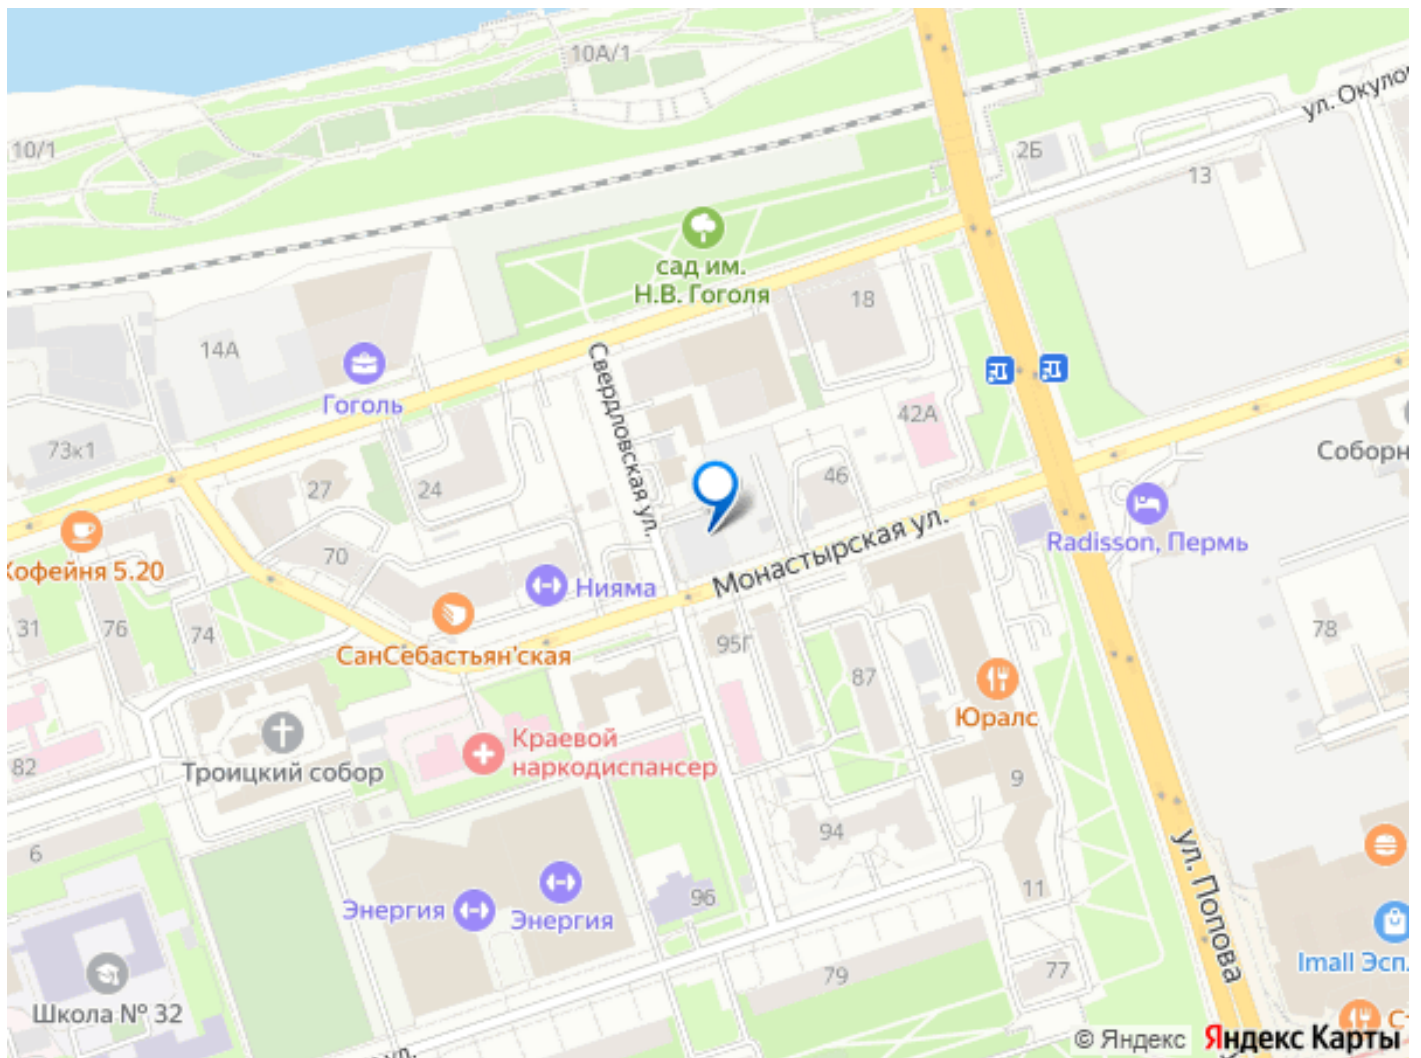 10А/1
10/1
ул. Окулов
2Б
13
сад им.
Н.В. Гоголя
18
14А
Гоголь
Свердловская ул.
42А
73к1
Соборн
27
24
46
Монастырская ул.
Radisson, Пермь
Кофейня 5.20
70
Нияма
31
76
74
СанСебастьян'ская
95Г
78
87
Юралс
Краевой
наркодиспансер
82
Троицкий собор
9
94
6
ул. Попова
11
96
Энергия
Энергия
Imall Эсп.
79
77
Школа № 32
ул.
Ст
© Яндекс
Яндекс Карты